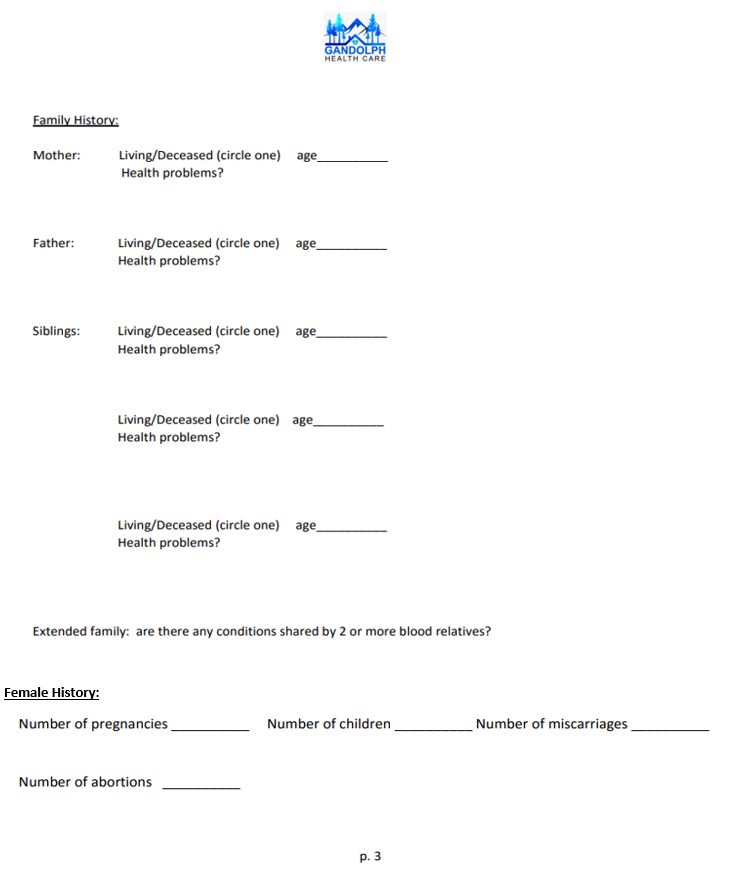 GANDOLPH
HEALTH CARE
Family History:
Mother: Living/Deceased (circle one) age__________
Health problems?
Father: Living/Deceased (circle one) age__________
Health problems?
Siblings: Living/Deceased (circle one) age__________
Health problems?
Living/Deceased (circle one) age__________
Health problems?
Living/Deceased (circle one) age__________
Health problems?
Extended family: are there any conditions shared by 2 or more blood relatives?
Female History:
Number of pregnancies __________ Number of children __________ Number of miscarriages __________
Number of abortions __________
p. 3